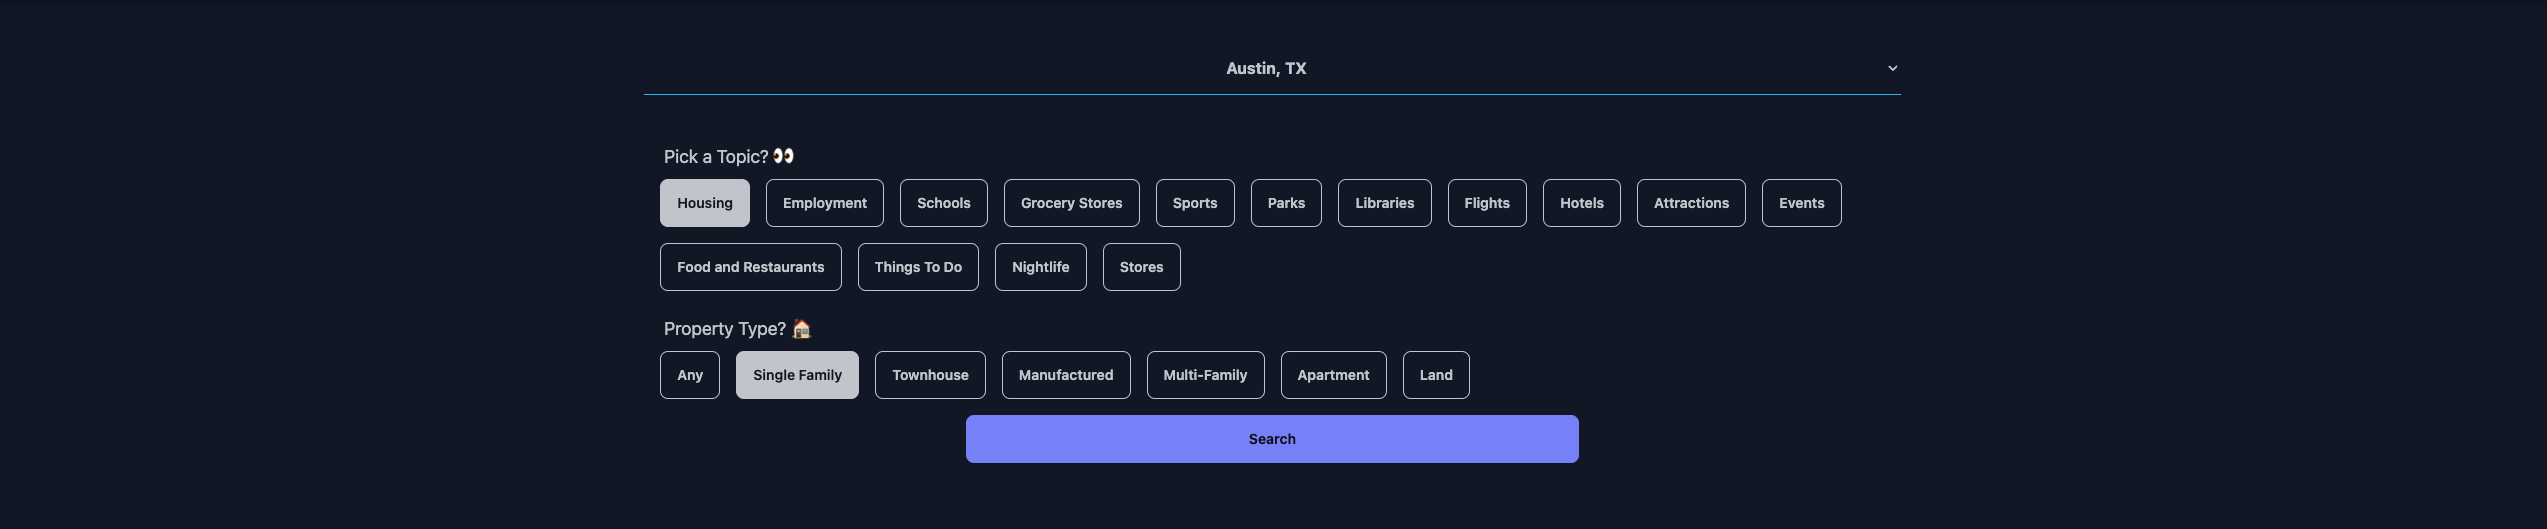 Austin, TX
Pick a Topic? 👀
Housing Employment Schools Grocery Stores Sports Parks Libraries Flights Hotels Attractions Events
Food and Restaurants Things To Do Nightlife Stores
Property Type? 🏠
Any Single Family Townhouse Manufactured Multi-Family Apartment Land
Search